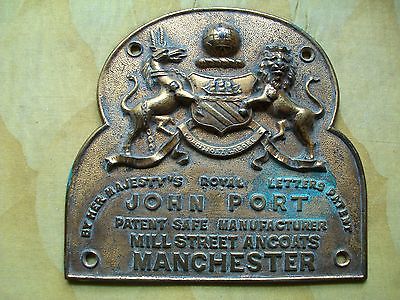 BY HER MAJESTY'S ROYAL LETTERS PATENT
JOHN PORT
PATENT SAFE MANUFACTURER
MILL STREET ANCOATS
MANCHESTER